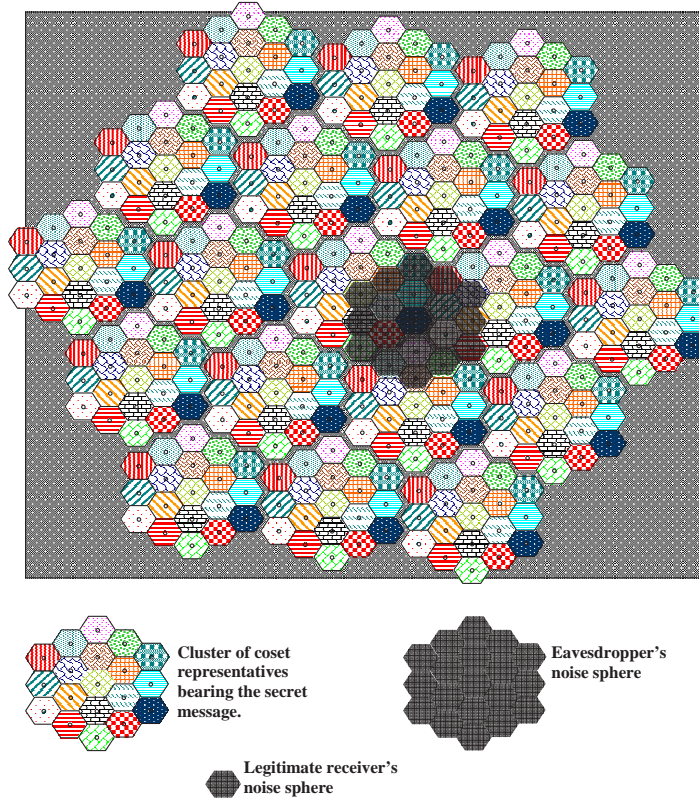 Cluster of coset
representatives
bearing the secret
message.
Eavesdropper's
noise sphere
Legitimate receiver's
noise sphere